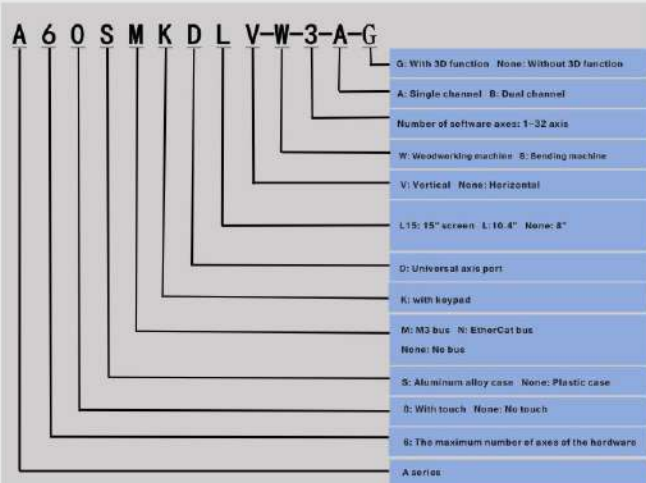 A60SMKDLV-W-3-A-G
G: With 3D function None: Without 3D function
A: Single channel B: Dual channel
Number of software axes: 1-32 axis
W: Woodworking machine B: Bending machine
V: Vertical None: Horizontal
L15: 15" screen L: 10.4" None: 8"
D: Universal axis port
K: with keypad
M: M3 bus N: EtherCat bus
None: No bus
S: Aluminum alloy case None: Plastic case
0: With touch None: No touch
6: The maximum number of axes of the hardware
A series